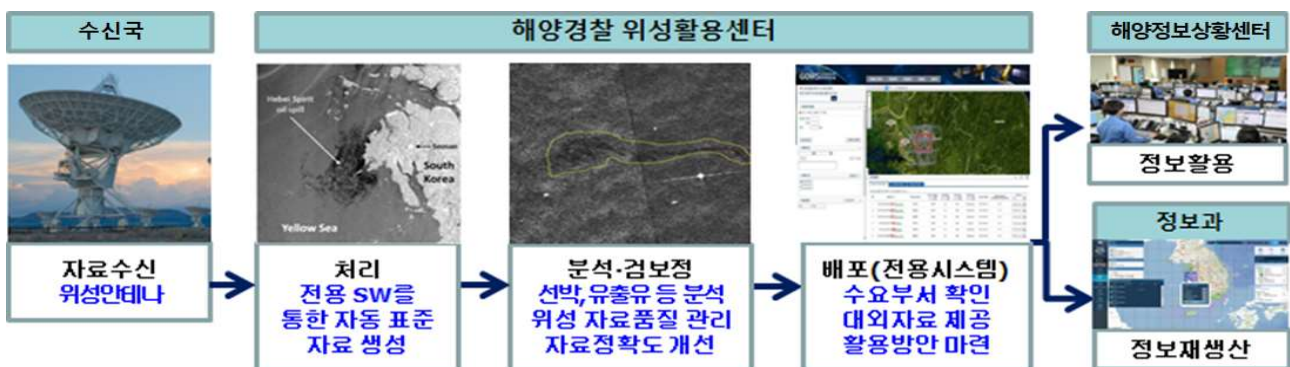 수신국
해양경찰 위성활용센터
해양정보상황센터
Hebei Spirit
oil spill
Seosan
South
Korea
Yellow Sea
정보활용
정보과
자료수신
위성안테나
처리
전용 SW를
통한 자동 표준
자료 생성
분석·검보정
선박,유출유 등 분석
위성 자료품질 관리
자료정확도 개선
배포(전용시스템)
수요부서 확인
대외자료 제공
활용방안 마련
정보재생산